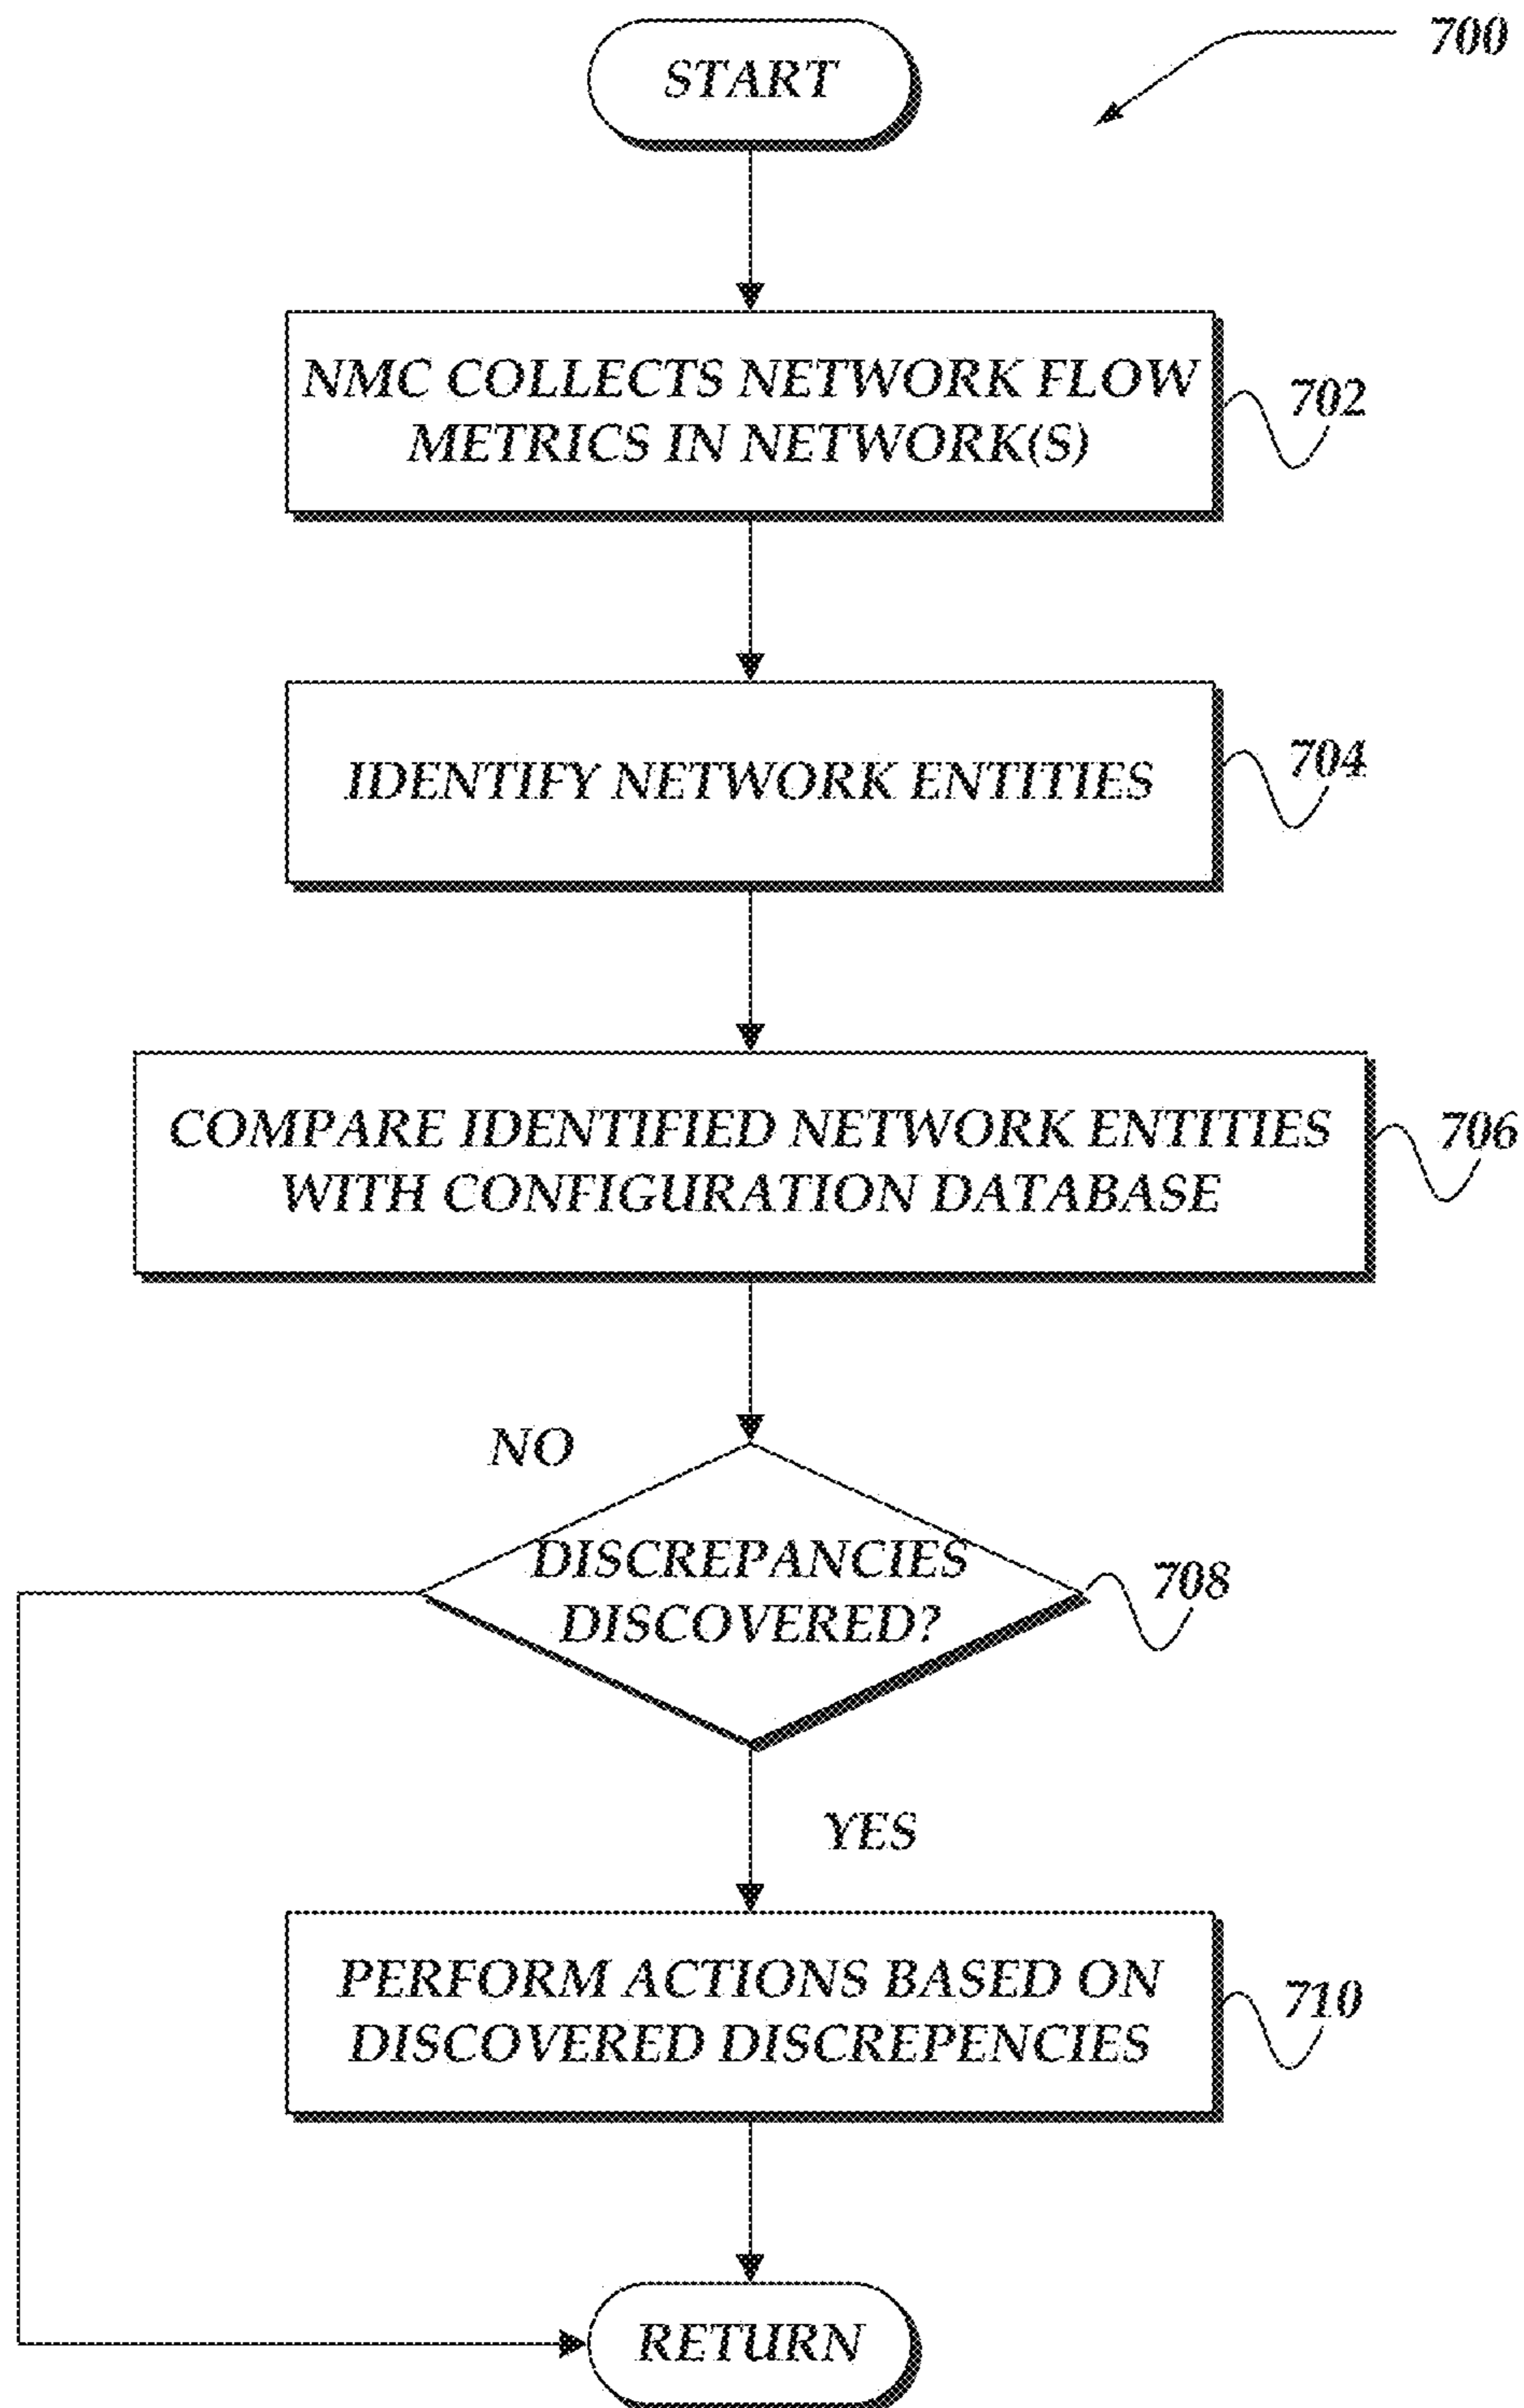 700
START
NMC COLLECTS NETWORK FLOW
METRICS IN NETWORK(S)
702
IDENTIFY NETWORK ENTITIES
704
COMPARE IDENTIFIED NETWORK ENTITIES
WITH CONFIGURATION DATABASE
706
NO
DISCREPANCIES
DISCOVERED?
708
YES
PERFORM ACTIONS BASED ON
DISCOVERED DISCREPENCIES
710
RETURN